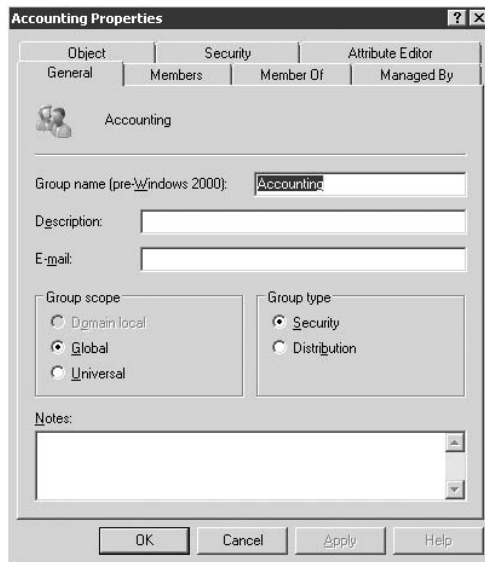 Accounting Properties
Object Security Attribute Editor
General Members Member Of Managed By
Accounting
Group name (pre-Windows 2000): Accounting
Description:
E-mail:
Group scope
Group type
Domain local
Security
Global
Distribution
Universal
Notes:
OK Cancel Apply Help